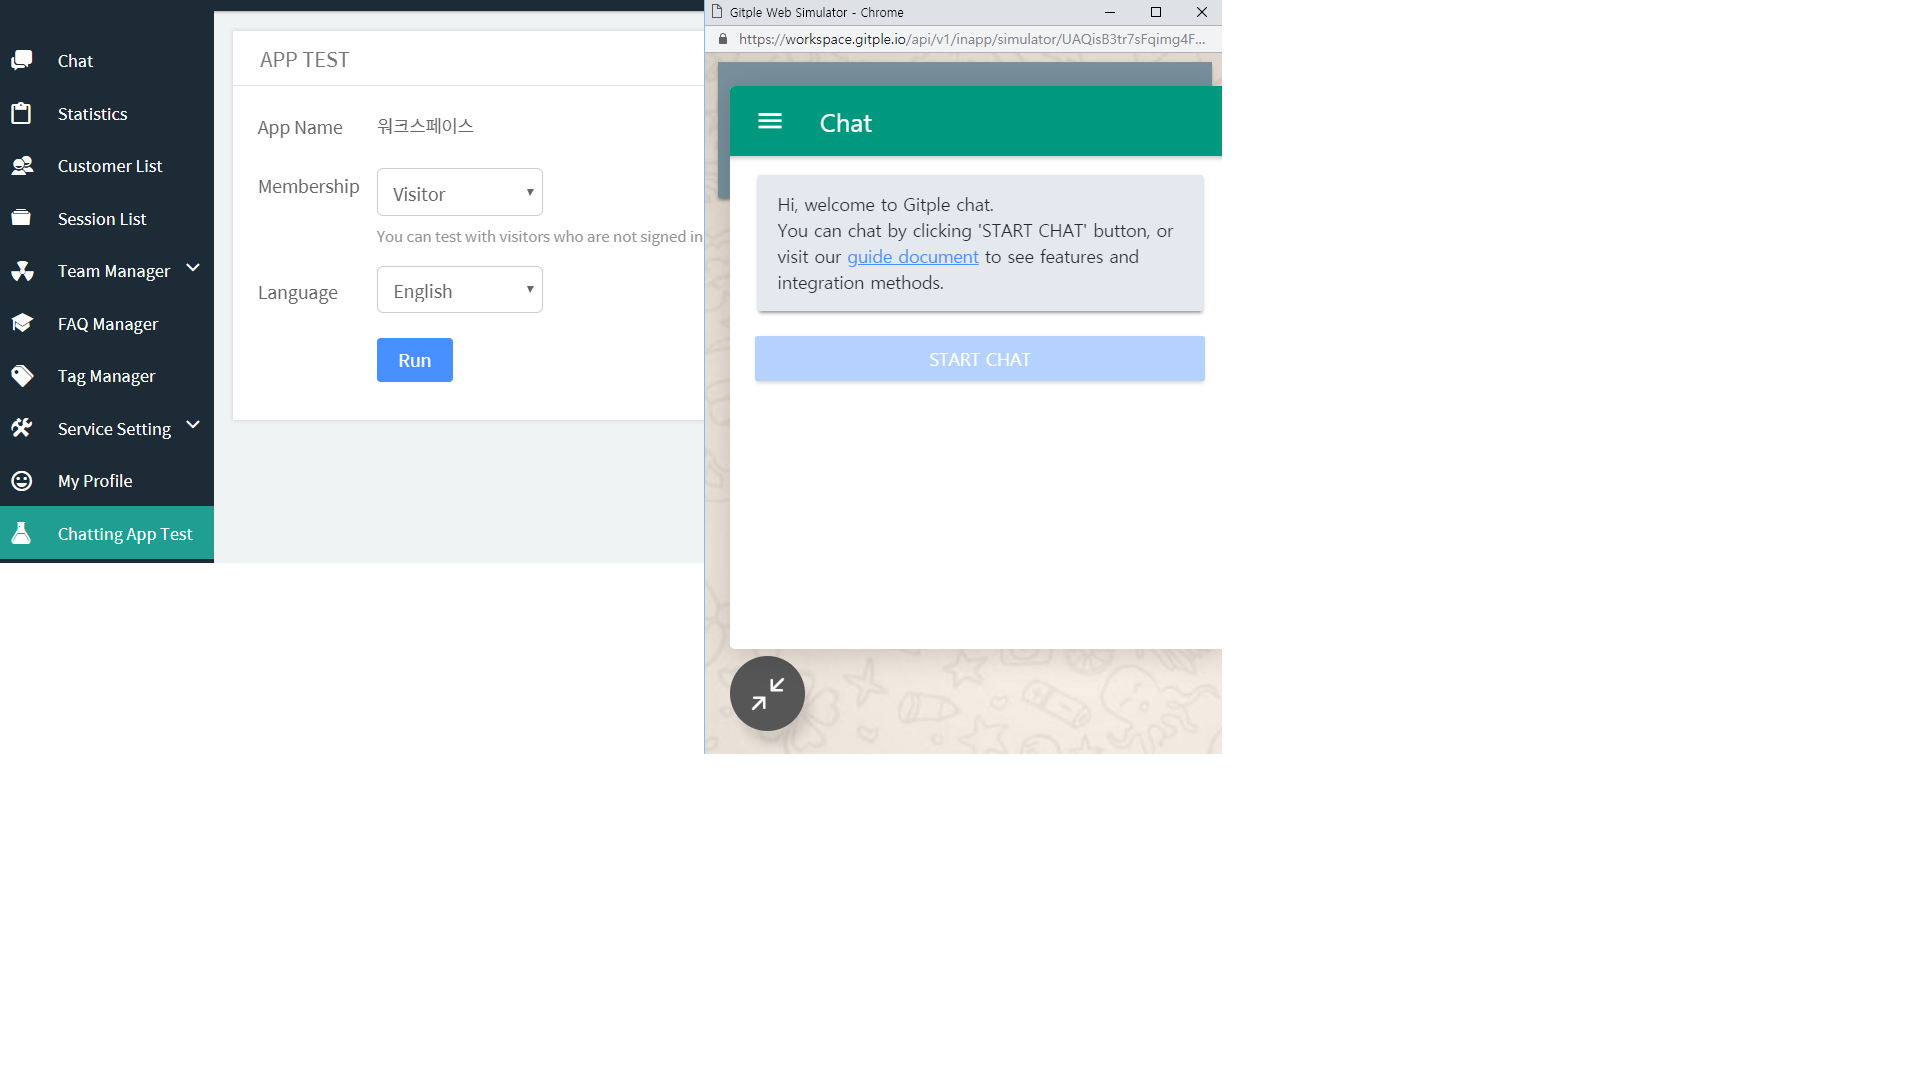 Chat
Statistics
Customer List
Session List
Team Manager
FAQ Manager
Tag Manager
Service Setting
My Profile
Chatting App Test
APP TEST
App Name 워크스페이스
Membership Visitor
You can test with visitors who are not signed in
Language English
Run
Gitple Web Simulator - Chrome
https://workspace.gitple.io/api/v1/inapp/simulator/UAQisB3tr7sFqimg4F...
Chat
Hi, welcome to Gitple chat.
You can chat by clicking 'START CHAT' button, or
visit our guide document to see features and
integration methods.
START CHAT